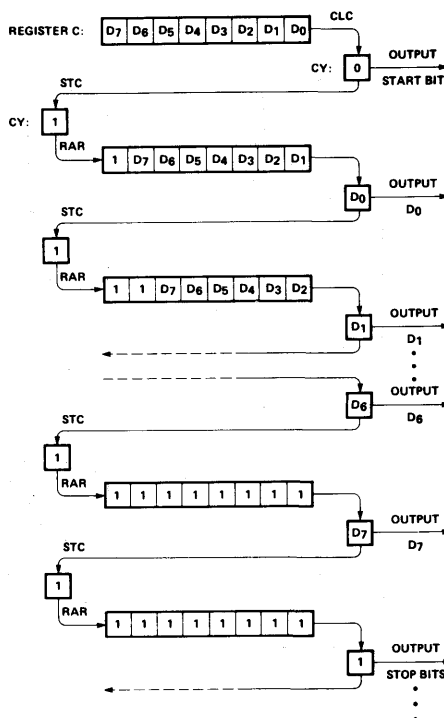 CLC
REGISTER C: D7 D6 D5 D4 D3 D2 D1 D0
OUTPUT
CY: 0
START BIT
STC
CY: 1
RAR
1 D7 D6 D5 D4 D3 D2 D1
OUTPUT
D0
D0
STC
1
RAR
1 1 D7 D6 D5 D4 D3 D2
OUTPUT
D1
D1
OUTPUT
D6
D6
STC
1
RAR
1 1 1 1 1 1 1 1
OUTPUT
D7
D7
STC
1
RAR
1 1 1 1 1 1 1 1
OUTPUT
1
STOP BITS